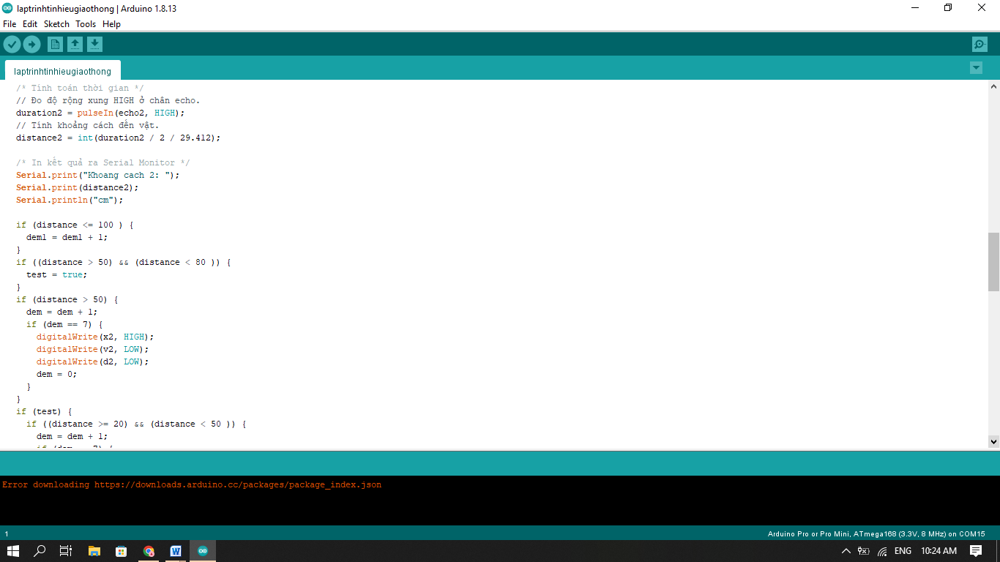 laptrinhtinhieugiaothong | Arduino 1.8.13
File Edit Sketch Tools Help
laptrinhtinhieugiaothong
/* Tính toán thời gian */
// Đo độ rộng xung HIGH ở chân echo.
duration2 = pulseIn(echo2, HIGH);
// Tính khoảng cách đến vật.
distance2 = int(duration2 / 2 / 29.412);
/* In kết quả ra Serial Monitor */
Serial.print("Khoang cach 2: ");
Serial.print(distance2);
Serial.println("cm");
if (distance <= 100 ) {
dem1 = dem1 + 1;
}
if ((distance > 50) && (distance < 80 )) {
test = true;
}
if (distance > 50) {
dem = dem + 1;
if (dem == 7) {
digitalWrite(x2, HIGH);
digitalWrite(v2, LOW);
digitalWrite(d2, LOW);
dem = 0;
}
}
if (test) {
if ((distance >= 20) && (distance < 50 )) {
dem = dem + 1;
Error downloading https://downloads.arduino.cc/packages/package_index.json
1
Arduino Pro or Pro Mini, ATmega168 (3.3V, 8 MHz) on COM15
ENG 10:24 AM